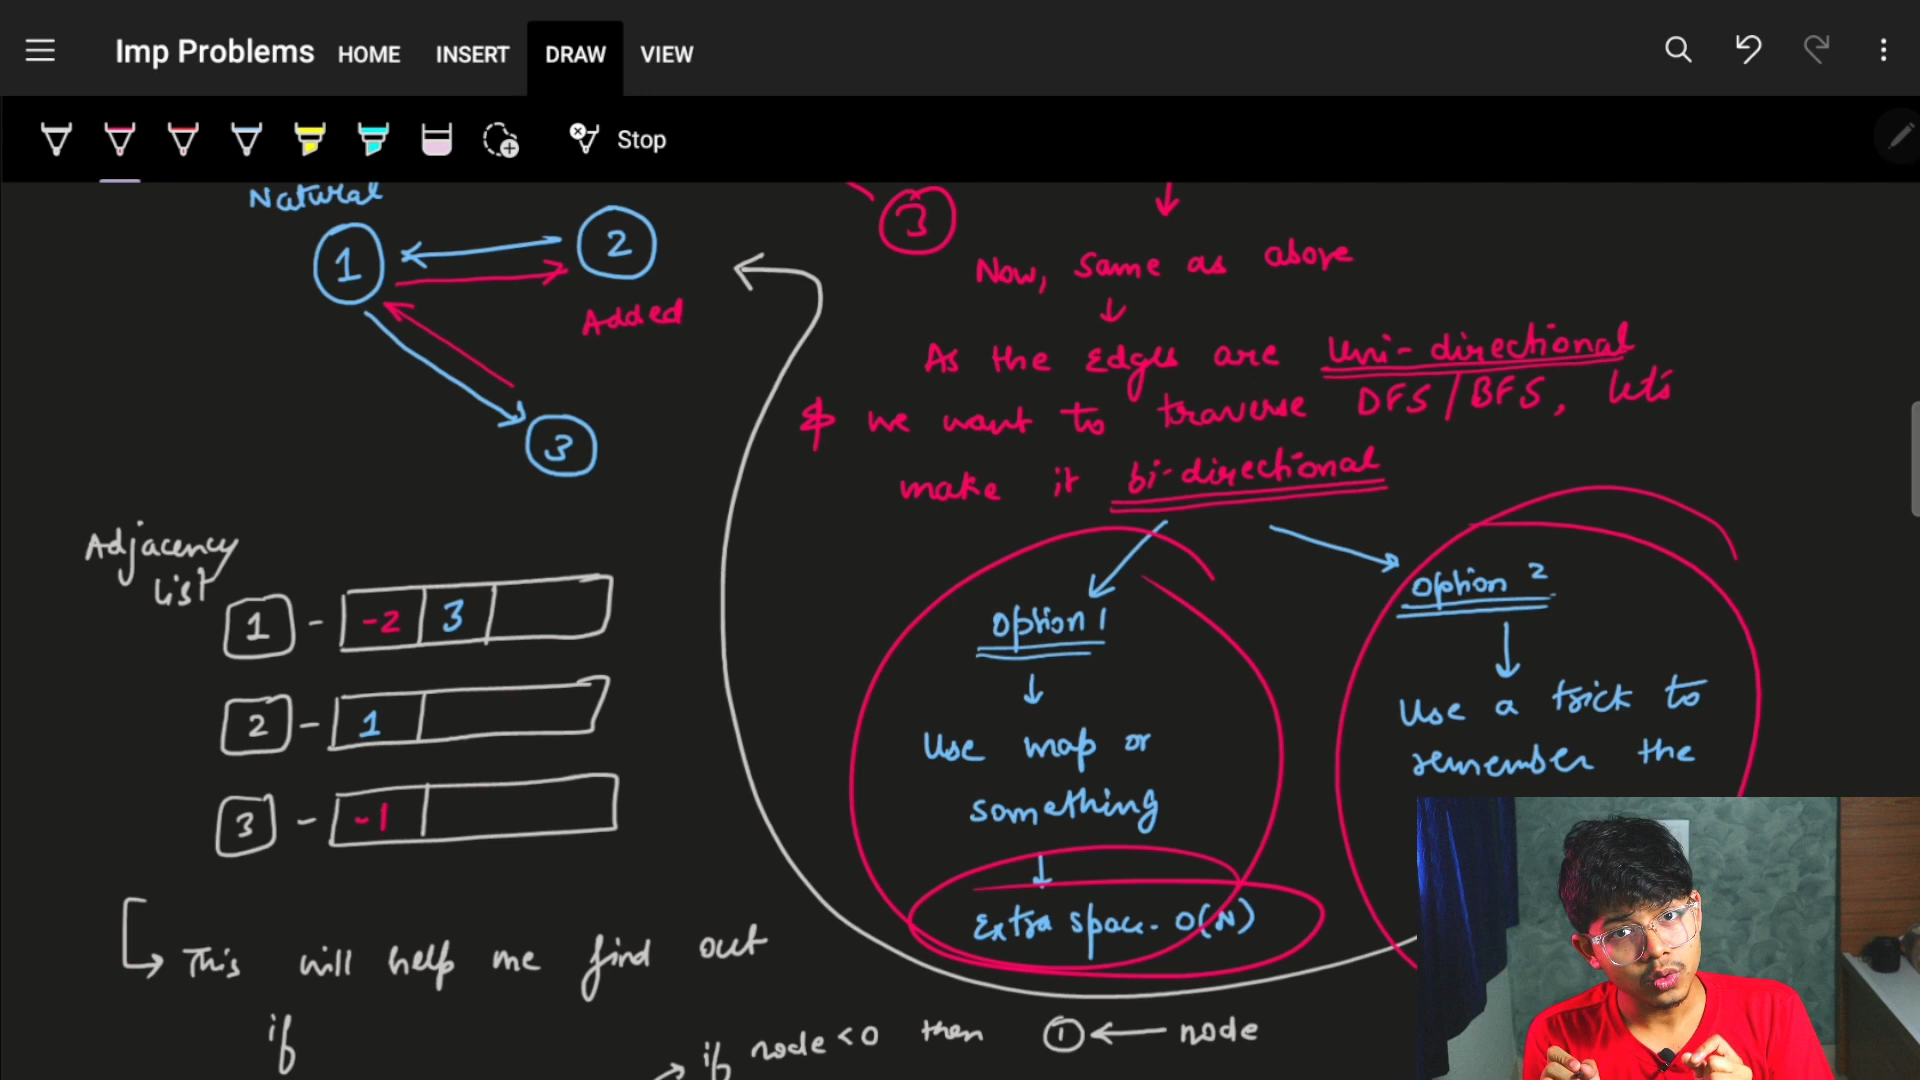 Imp Problems HOME INSERT DRAW VIEW
Stop
Natural
1
2
Added
3
3
Now, Same as above
As the Edges are Uni-directional
& we want to traverse DFS/BFS, let's
make it bi-directional
Adjacency
List
1 - -2 3
2 - 1
3 - -1
Option 1
Use map or
something
Extra space - O(N)
Option 2
Use a trick to
remember the
This will help me find out
if
if node < 0 then 1 ← node